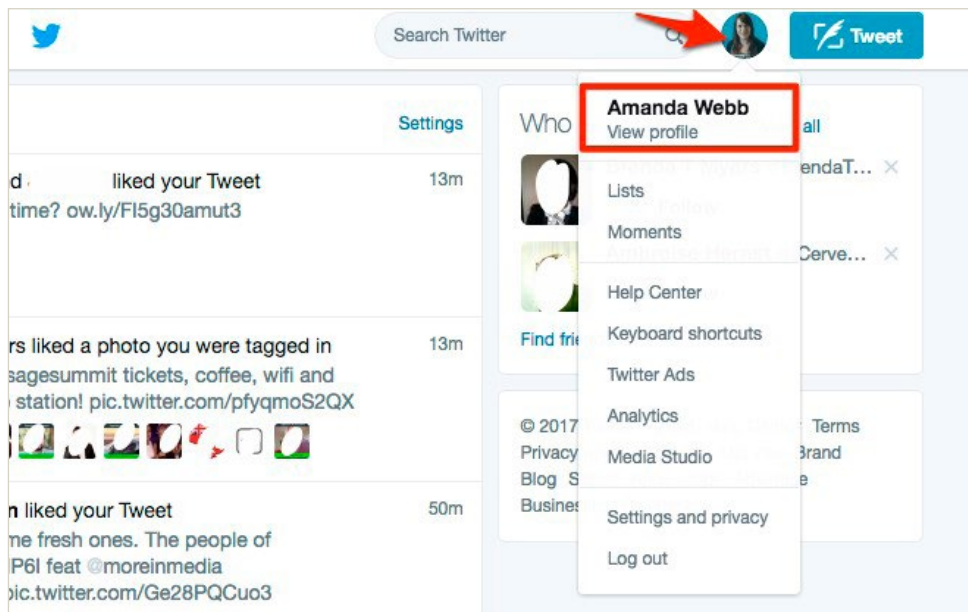 Search Twitter
Tweet
Settings
d
liked your Tweet
13m
time? ow.ly/FI5g30amut3
rs liked a photo you were tagged in
13m
sagesummit tickets, coffee, wifi and
station! pic.twitter.com/pfyqmoS2QX
n liked your Tweet
50m
me fresh ones. The people of
P6I feat @moreinmedia
pic.twitter.com/Ge28PQCuo3
Who
all
endaT...
Cerve...
Find frie
© 2017
Terms
Privacy
Brand
Blog S
e
Busines
Amanda Webb
View profile
Lists
Moments
Help Center
Keyboard shortcuts
Twitter Ads
Analytics
Media Studio
Settings and privacy
Log out